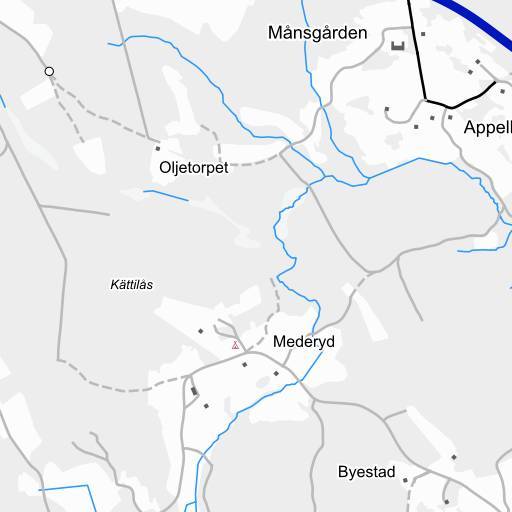 Månsgården
Appell
Oljetorpet
Kättilås
Mederyd
Byestad